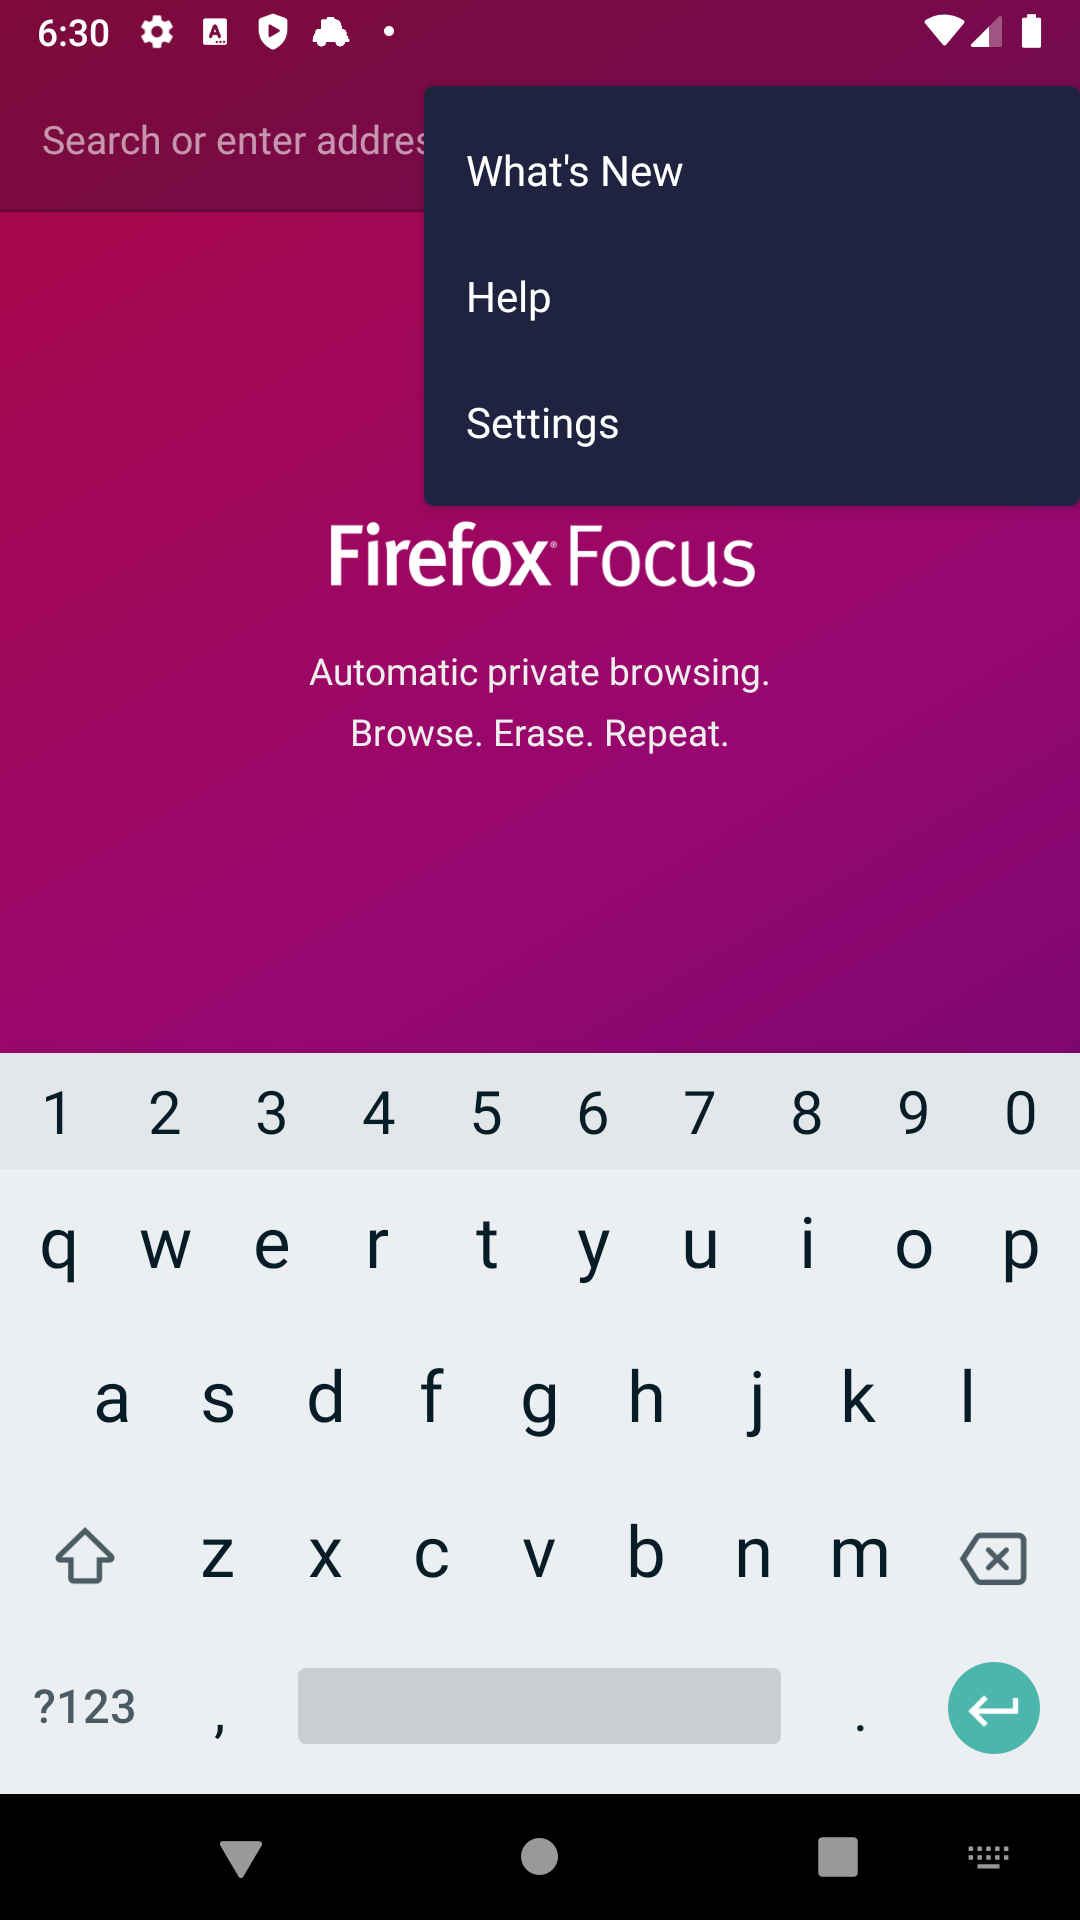 6:30
Search or enter addres
What's New
Help
Settings
Firefox Focus
Automatic private browsing.
Browse. Erase. Repeat.
1 2 3 4 5 6 7 8 9 0
q w e r t y u i o p
a s d f g h j k l
z x c v b n m
?123 , .